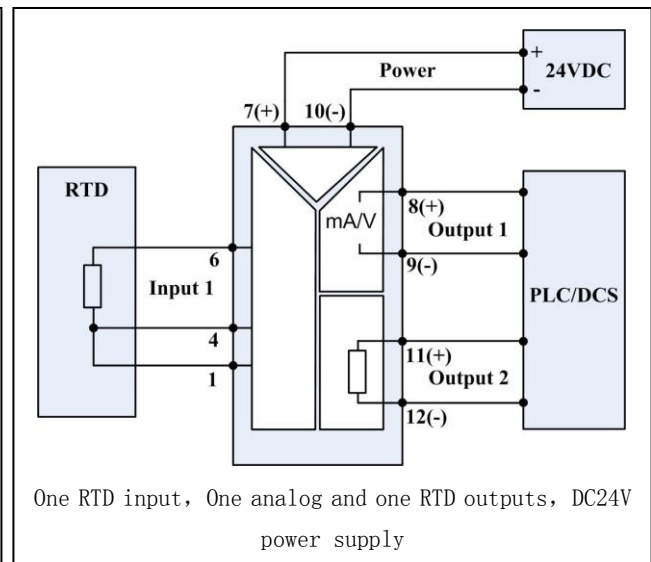 +
Power
24VDC
-
7(+) 10(-)
RTD
8(+)
mA/V
Output 1
6
9(-)
Input 1
PLC/DCS
4
11(+)
1
Output 2
12(-)
One RTD input, One analog and one RTD outputs, DC24V
power supply